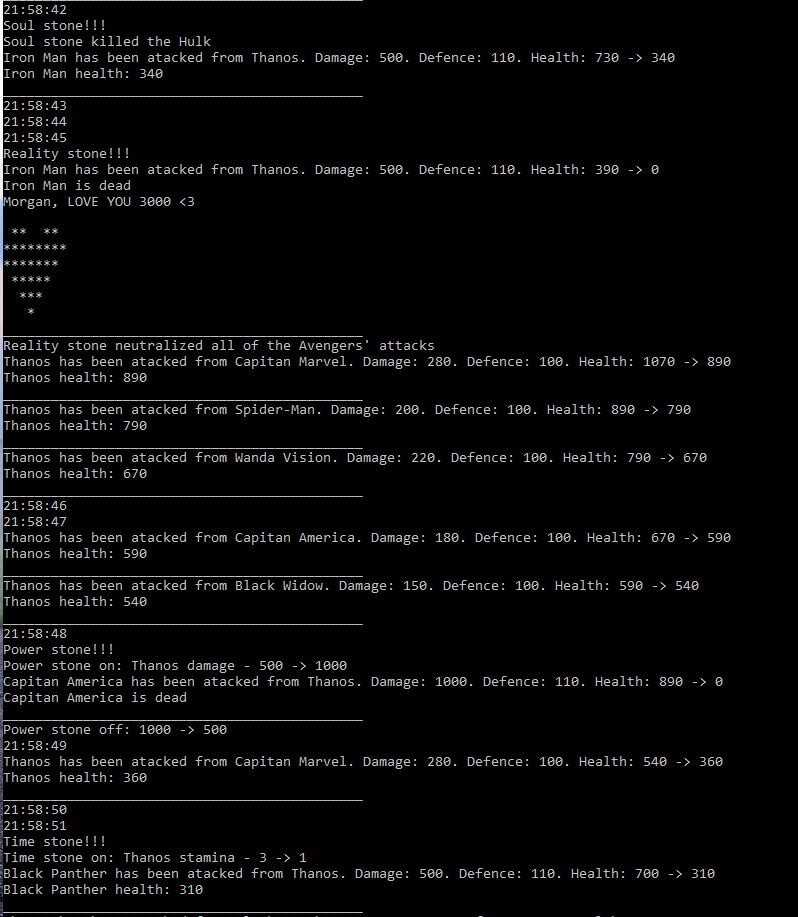 21:58:42
Soul stone!!!
Soul stone killed the Hulk
Iron Man has been atacked from Thanos. Damage: 500. Defence: 110. Health: 730 -> 340
Iron Man health: 340
_____________________________________________
21:58:43
21:58:44
21:58:45
Reality stone!!!
Iron Man has been atacked from Thanos. Damage: 500. Defence: 110. Health: 390 -> 0
Iron Man is dead
Morgan, LOVE YOU 3000 <3
 **  **
********
*******
 *****
  ***
   *
_____________________________________________
Reality stone neutralized all of the Avengers' attacks
Thanos has been atacked from Capitan Marvel. Damage: 280. Defence: 100. Health: 1070 -> 890
Thanos health: 890
_____________________________________________
Thanos has been atacked from Spider-Man. Damage: 200. Defence: 100. Health: 890 -> 790
Thanos health: 790
_____________________________________________
Thanos has been atacked from Wanda Vision. Damage: 220. Defence: 100. Health: 790 -> 670
Thanos health: 670
_____________________________________________
21:58:46
21:58:47
Thanos has been atacked from Capitan America. Damage: 180. Defence: 100. Health: 670 -> 590
Thanos health: 590
_____________________________________________
Thanos has been atacked from Black Widow. Damage: 150. Defence: 100. Health: 590 -> 540
Thanos health: 540
_____________________________________________
21:58:48
Power stone!!!
Power stone on: Thanos damage - 500 -> 1000
Capitan America has been atacked from Thanos. Damage: 1000. Defence: 110. Health: 890 -> 0
Capitan America is dead
_____________________________________________
Power stone off: 1000 -> 500
21:58:49
Thanos has been atacked from Capitan Marvel. Damage: 280. Defence: 100. Health: 540 -> 360
Thanos health: 360
_____________________________________________
21:58:50
21:58:51
Time stone!!!
Time stone on: Thanos stamina - 3 -> 1
Black Panther has been atacked from Thanos. Damage: 500. Defence: 110. Health: 700 -> 310
Black Panther health: 310
_____________________________________________